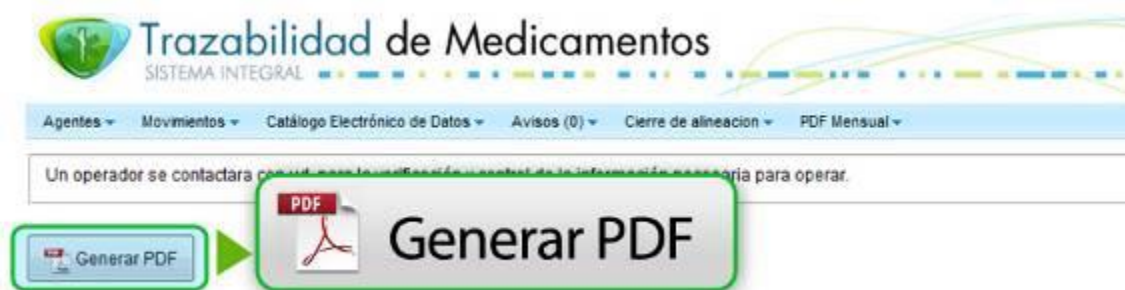 Trazabilidad de Medicamentos
SISTEMA INTEGRAL
Agentes Movimientos Catálogo Electrónico de Datos Avisos (0) Cierre de alineacion PDF Mensual
Un operador se contactara con ud. para la verificación y control de la información necesaria para operar.
PDF Generar PDF
PDF Generar PDF